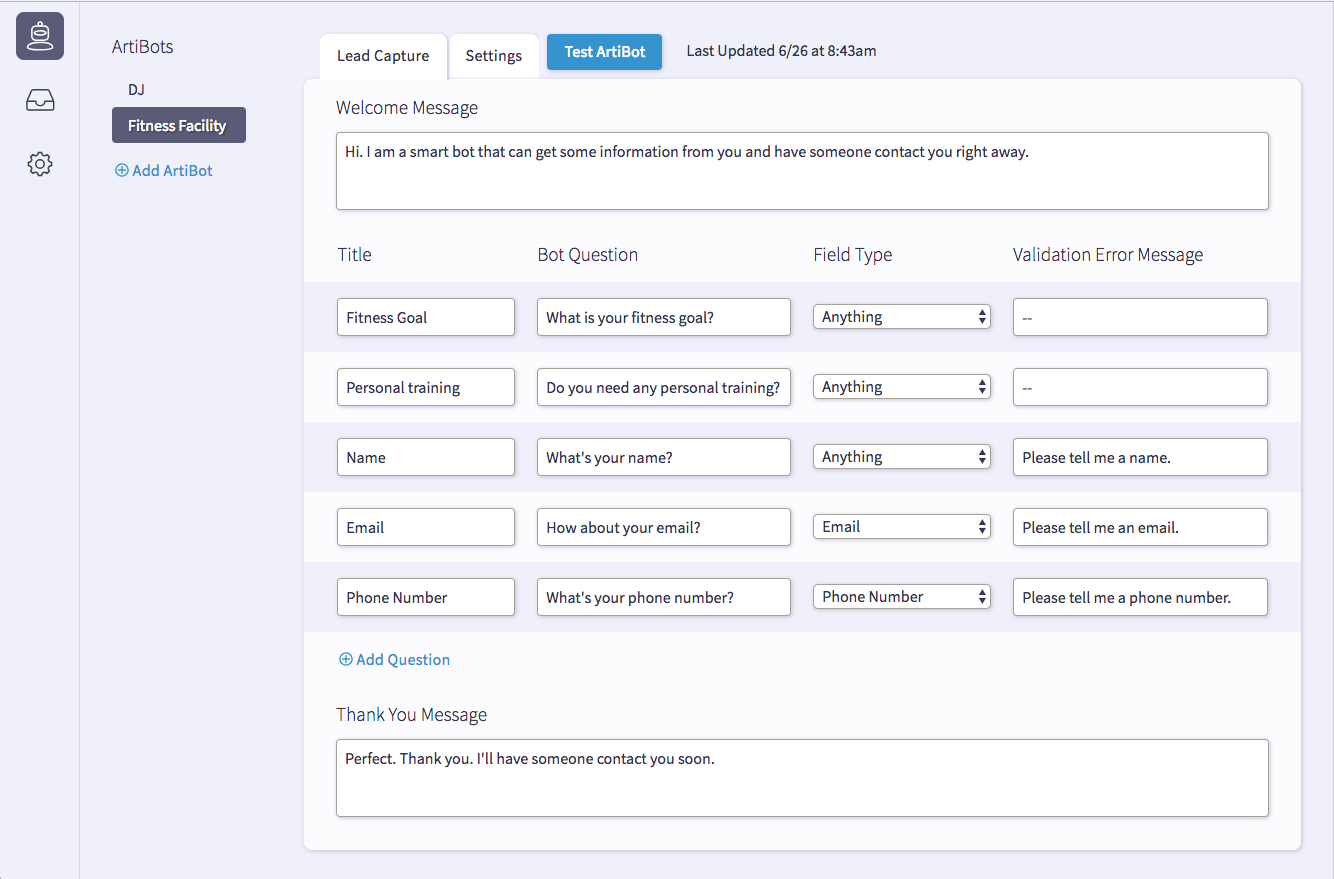 ArtiBots
DJ
Fitness Facility
Add ArtiBot
Lead Capture
Settings
Test ArtiBot
Last Updated 6/26 at 8:43am
Welcome Message
Hi. I am a smart bot that can get some information from you and have someone contact you right away.
Title Bot Question Field Type Validation Error Message
Fitness Goal What is your fitness goal? Anything --
Personal training Do you need any personal training? Anything --
Name What's your name? Anything Please tell me a name.
Email How about your email? Email Please tell me an email.
Phone Number What's your phone number? Phone Number Please tell me a phone number.
Add Question
Thank You Message
Perfect. Thank you. I'll have someone contact you soon.